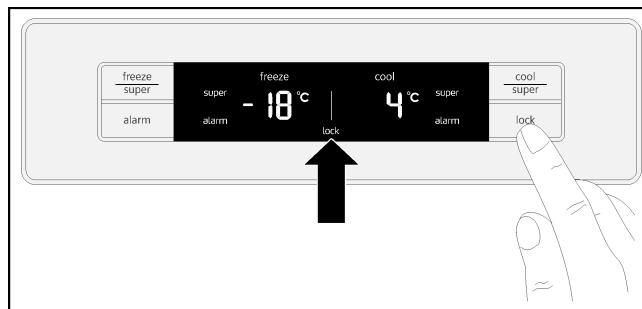 freeze
super
alarm
freeze
super
- 18 °C
alarm
lock
cool
4 °C
super
alarm
cool
super
lock